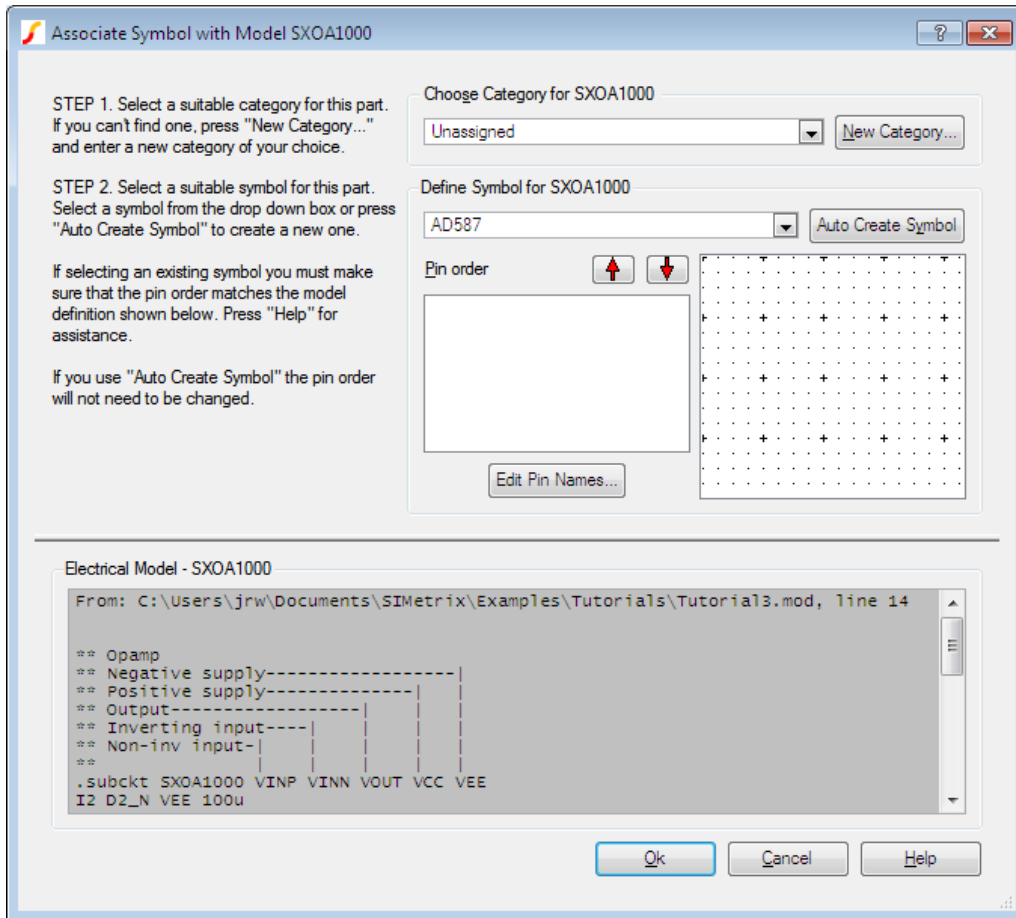 Associate Symbol with Model SXOA1000
STEP 1. Select a suitable category for this part.
If you can't find one, press "New Category..."
and enter a new category of your choice.
STEP 2. Select a suitable symbol for this part.
Select a symbol from the drop down box or press
"Auto Create Symbol" to create a new one.
If selecting an existing symbol you must make
sure that the pin order matches the model
definition shown below. Press "Help" for
assistance.
If you use "Auto Create Symbol" the pin order
will not need to be changed.
Choose Category for SXOA1000
Unassigned
New Category...
Define Symbol for SXOA1000
AD587
Auto Create Symbol
Pin order
Edit Pin Names...
Electrical Model - SXOA1000
From: C:\Users\jrw\Documents\SIMetrix\Examples\Tutorials\Tutorial3.mod, line 14
** Opamp
** Negative supply------------------|
** Positive supply--------------|   |
** Output------------------|    |   |
** Inverting input----|    |    |   |
** Non-inv input-|    |    |    |   |
**               |    |    |    |   |
.subckt SXOA1000 VINP VINN VOUT VCC VEE
I2 D2_N VEE 100u
Ok
Cancel
Help